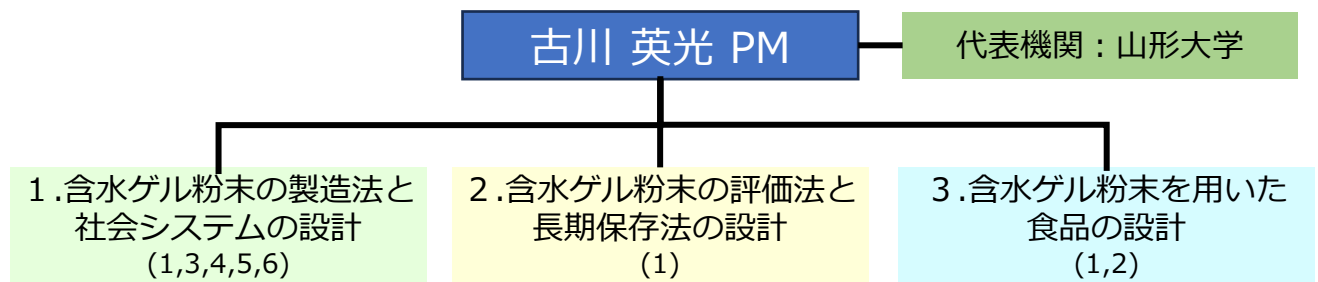 古川 英光 PM
代表機関：山形大学
１.含水ゲル粉末の製造法と
社会システムの設計
(1,3,4,5,6)
２.含水ゲル粉末の評価法と
長期保存法の設計
(1)
３.含水ゲル粉末を用いた
食品の設計
(1,2)